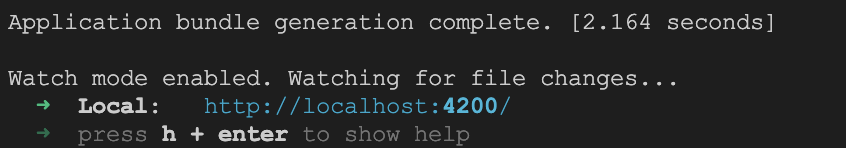 Application bundle generation complete. [2.164 seconds]
Watch mode enabled. Watching for file changes...
➜  Local:   http://localhost:4200/
➜  press h + enter to show help